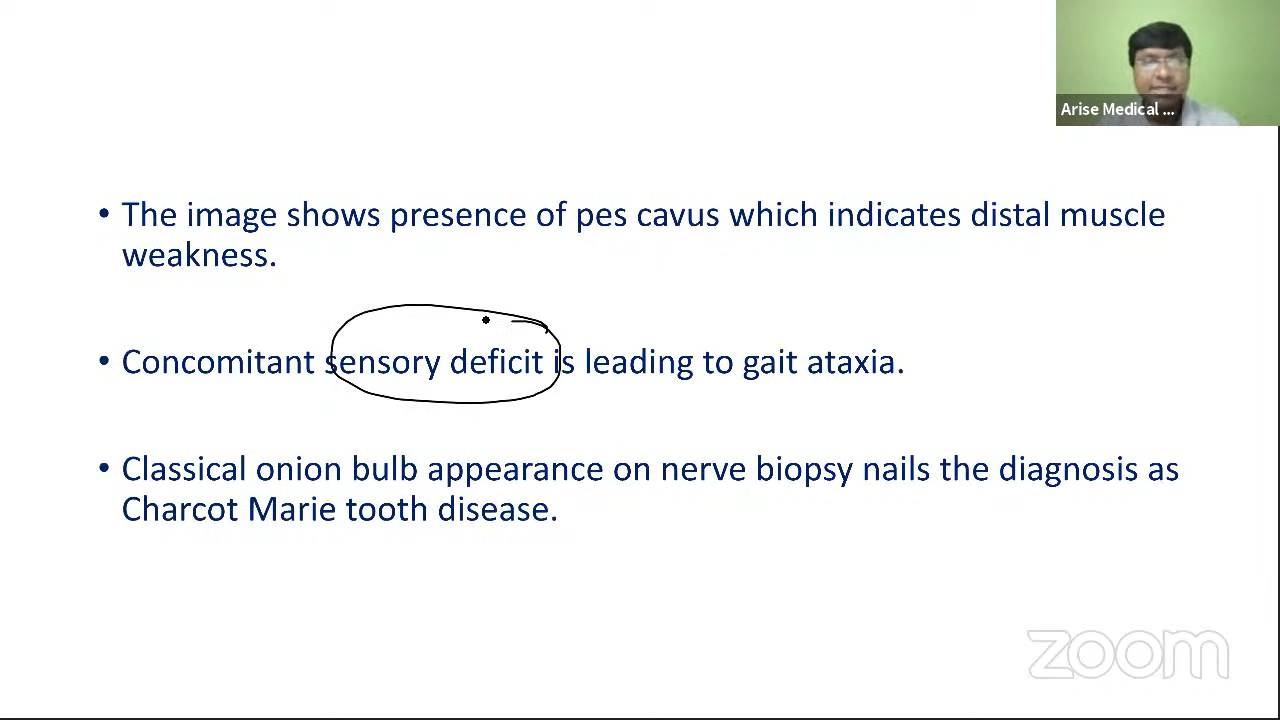 Arise Medical ...
• The image shows presence of pes cavus which indicates distal muscle
weakness.
• Concomitant sensory deficit is leading to gait ataxia.
• Classical onion bulb appearance on nerve biopsy nails the diagnosis as
Charcot Marie tooth disease.
zoom